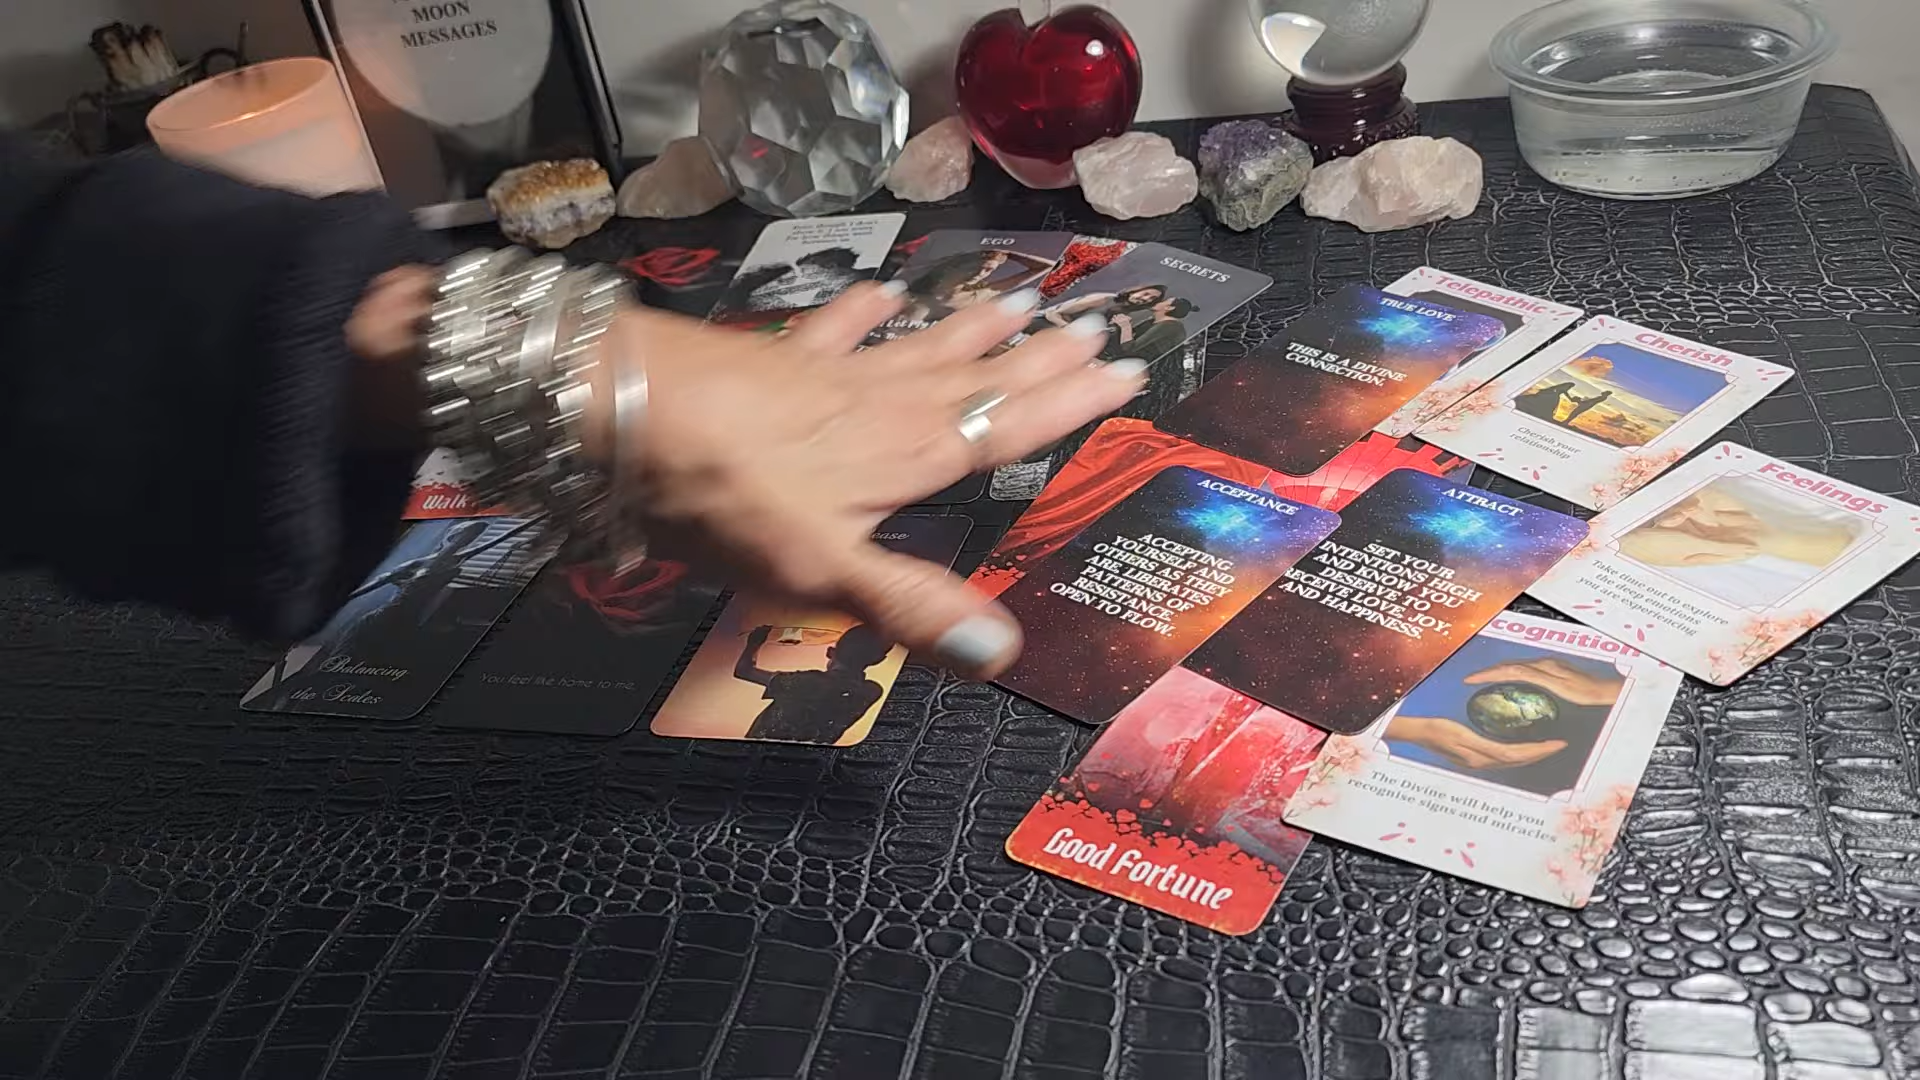 MOON
MESSAGES
EGO
SECRETS
Telepathic
TRUE LOVE
THIS IS A DIVINE
CONNECTION.
Cherish
Cherish your
relationship
Feelings
Take time out to explore
the deep emotions
you are experiencing
ACCEPTANCE
ACCEPTING
YOURSELF AND
OTHERS AS THEY
ARE, LIBERATES
PATTERNS OF
RESISTANCE.
OPEN TO FLOW.
ATTRACT
SET YOUR
INTENTIONS HIGH
AND KNOW YOU
DESERVE TO
RECEIVE LOVE, JOY,
AND HAPPINESS.
cognition
The Divine will help you
recognise signs and miracles
Walk
Balancing
the Scales
You feel like home to me.
ease
Good Fortune